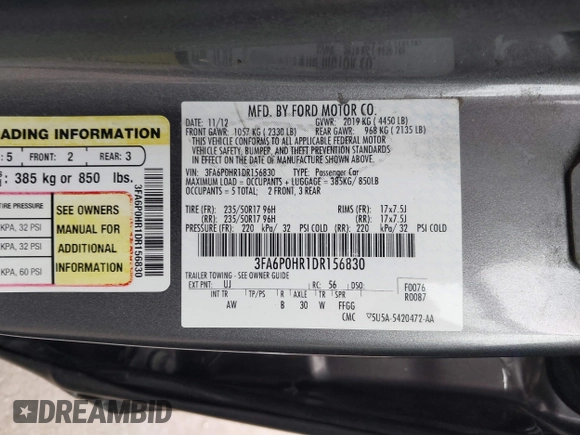 MFD. BY FORD MOTOR CO.
DATE: 11/12 GVWR: 2019 KG (4450 LB)
FRONT GAWR: 1057 KG (2330 LB) REAR GAWR: 968 KG (2135 LB)
THIS VEHICLE CONFORMS TO ALL APPLICABLE FEDERAL MOTOR
VEHICLE SAFETY, BUMPER, AND THEFT PREVENTION STANDARDS
IN EFFECT ON THE DATE OF MANUFACTURE SHOWN ABOVE.
VIN: 3FA6P0HR1DR156830 TYPE: Passenger Car
MAXIMUM LOAD = OCCUPANTS + LUGGAGE = 385KG/850LB
OCCUPANTS = 5 TOTAL; 2 FRONT, 3 REAR
TIRE (FR): 235/50R17 96H RIMS (FR): 17x7.5J
(RR): 235/50R17 96H (RR): 17x7.5J
PRESSURE (FR): 220 kPa/ 32 PSI COLD (RR): 220 kPa/ 32 PSI COLD
3FA6P0HR1DR156830
TRAILER TOWING - SEE OWNER GUIDE
EXT PNT: UJ RC: 56 DSO: F0076
R0087
INT TR TP/PS R AXLE TR SPR
AW B 30 W FFGG
CMC 5U5A-5420472-AA
ADING INFORMATION
: 5 FRONT: 2 REAR: 3
385 kg or 850 lbs.
TIRE PRESSURE
KPA, 32 PSI
KPA, 32 PSI
KPA, 60 PSI
SEE OWNERS
MANUAL FOR
ADDITIONAL
INFORMATION
3FA6P0HR1DR156830
DREAMBID